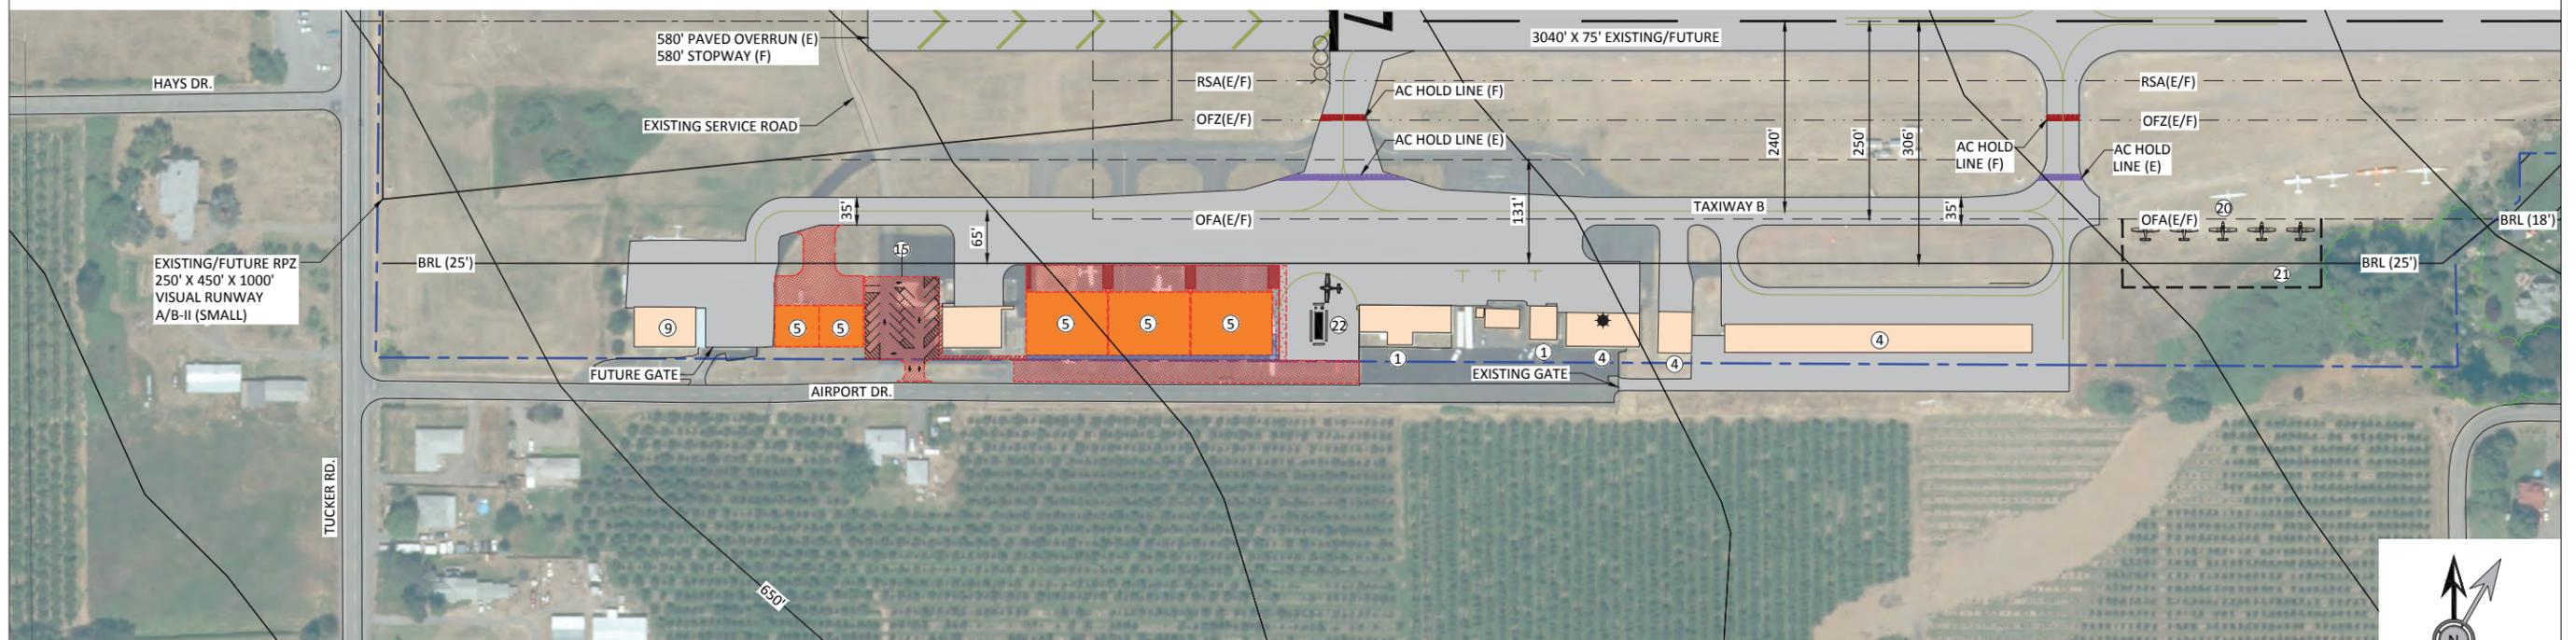 580' PAVED OVERRUN (E)
580' STOPWAY (F)
3040' X 75' EXISTING/FUTURE
HAYS DR.
RSA(E/F)
RSA(E/F)
AC HOLD LINE (F)
EXISTING SERVICE ROAD
OFZ(E/F)
OFZ(E/F)
AC HOLD LINE (E)
240'
250'
306'
AC HOLD
LINE (F)
AC HOLD
LINE (E)
35'
65'
OFA(E/F)
131'
TAXIWAY B
35'
20
OFA(E/F)
BRL (18')
15
BRL (25')
BRL (25')
21
EXISTING/FUTURE RPZ
250' X 450' X 1000'
VISUAL RUNWAY
A/B-II (SMALL)
9
5
5
5
5
5
22
1
1
4
4
4
FUTURE GATE
EXISTING GATE
AIRPORT DR.
TUCKER RD.
650'
N